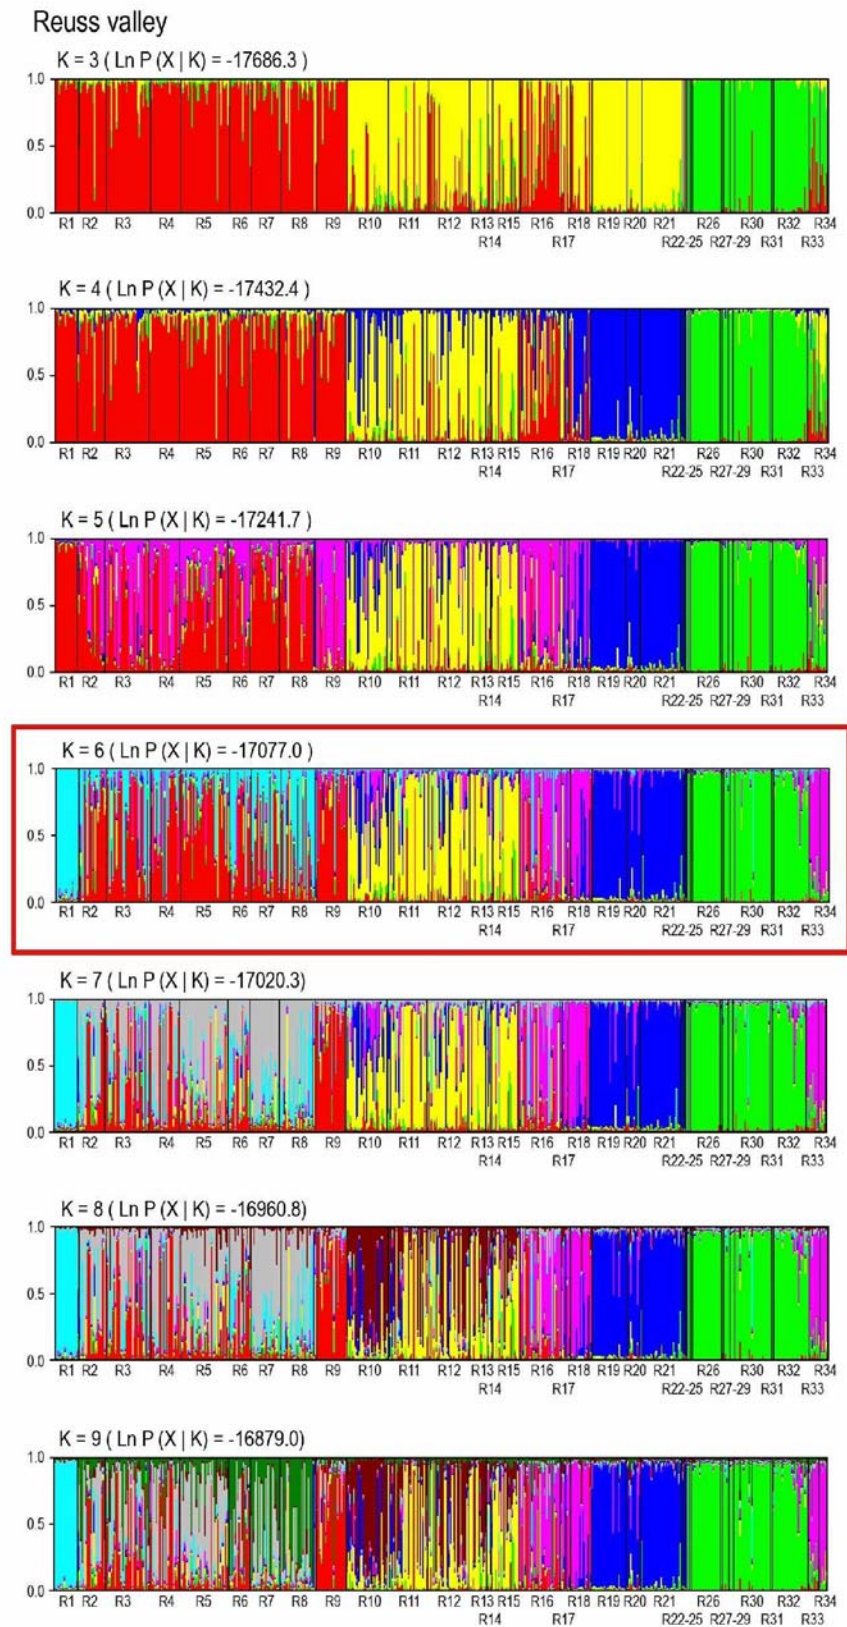 Reuss valley
K = 3 ( Ln P (X | K) = -17686.3 )
1.0
0.5
0.0
R1 R2 R3 R4 R5 R6 R7 R8 R9 R10 R11 R12 R13 R15 R16 R18 R19 R20 R21 R26 R30 R32 R34
R14 R17 R22-25 R27-29 R31 R33
K = 4 ( Ln P (X | K) = -17432.4 )
1.0
0.5
0.0
R1 R2 R3 R4 R5 R6 R7 R8 R9 R10 R11 R12 R13 R15 R16 R18 R19 R20 R21 R26 R30 R32 R34
R14 R17 R22-25 R27-29 R31 R33
K = 5 ( Ln P (X | K) = -17241.7 )
1.0
0.5
0.0
R1 R2 R3 R4 R5 R6 R7 R8 R9 R10 R11 R12 R13 R15 R16 R18 R19 R20 R21 R26 R30 R32 R34
R14 R17 R22-25 R27-29 R31 R33
K = 6 ( Ln P (X | K) = -17077.0 )
1.0
0.5
0.0
R1 R2 R3 R4 R5 R6 R7 R8 R9 R10 R11 R12 R13 R15 R16 R18 R19 R20 R21 R26 R30 R32 R34
R14 R17 R22-25 R27-29 R31 R33
K = 7 ( Ln P (X | K) = -17020.3)
1.0
0.5
0.0
R1 R2 R3 R4 R5 R6 R7 R8 R9 R10 R11 R12 R13 R15 R16 R18 R19 R20 R21 R26 R30 R32 R34
R14 R17 R22-25 R27-29 R31 R33
K = 8 ( Ln P (X | K) = -16960.8)
1.0
0.5
0.0
R1 R2 R3 R4 R5 R6 R7 R8 R9 R10 R11 R12 R13 R15 R16 R18 R19 R20 R21 R26 R30 R32 R34
R14 R17 R22-25 R27-29 R31 R33
K = 9 ( Ln P (X | K) = -16879.0)
1.0
0.5
0.0
R1 R2 R3 R4 R5 R6 R7 R8 R9 R10 R11 R12 R13 R15 R16 R18 R19 R20 R21 R26 R30 R32 R34
R14 R17 R22-25 R27-29 R31 R33